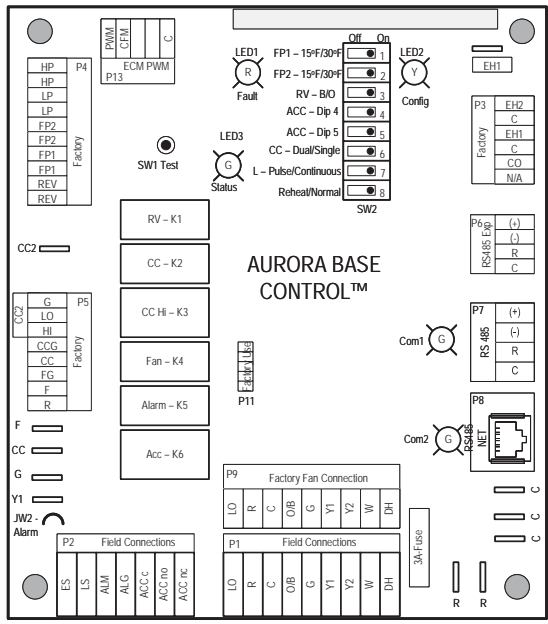 PWM
CFM
C
P13 ECM PWM
LED1
R
Fault
Off On
FP1 – 15ºF/30ºF 1
FP2 – 15ºF/30ºF 2
RV – B/O 3
ACC – Dip 4 4
ACC – Dip 5 5
CC – Dual/Single 6
L – Pulse/Continuous 7
Reheat/Normal 8
SW2
LED2
Y
Config
EH1
P4
Factory
HP
HP
LP
LP
FP2
FP2
FP1
FP1
REV
REV
SW1 Test
LED3
G
Status
P3
Factory
EH2
C
EH1
C
CO
N/A
RV – K1
CC – K2
CC Hi – K3
Fan – K4
Alarm – K5
Acc – K6
AURORA BASE
CONTROL™
P6
RS485 Exp
(+)
(-)
R
C
CC2
CC2
P5
Factory
G
LO
HI
CCG
CC
FG
F
R
Factory Use
P11
Com1
G
P7
RS 485
(+)
(-)
R
C
Com2
G
P8
RS485
NET
F
CC
G
Y1
JW2 -
Alarm
P9 Factory Fan Connection
LO
R
C
O/B
G
Y1
Y2
W
DH
P2 Field Connections
ES
LS
ALM
ALG
ACC c
ACC no
ACC nc
P1 Field Connections
LO
R
C
O/B
G
Y1
Y2
W
DH
3A-Fuse
C
C
C
R R